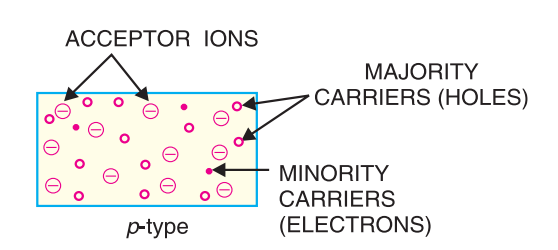 ACCEPTOR IONS
MAJORITY
CARRIERS (HOLES)
MINORITY
CARRIERS
(ELECTRONS)
p-type